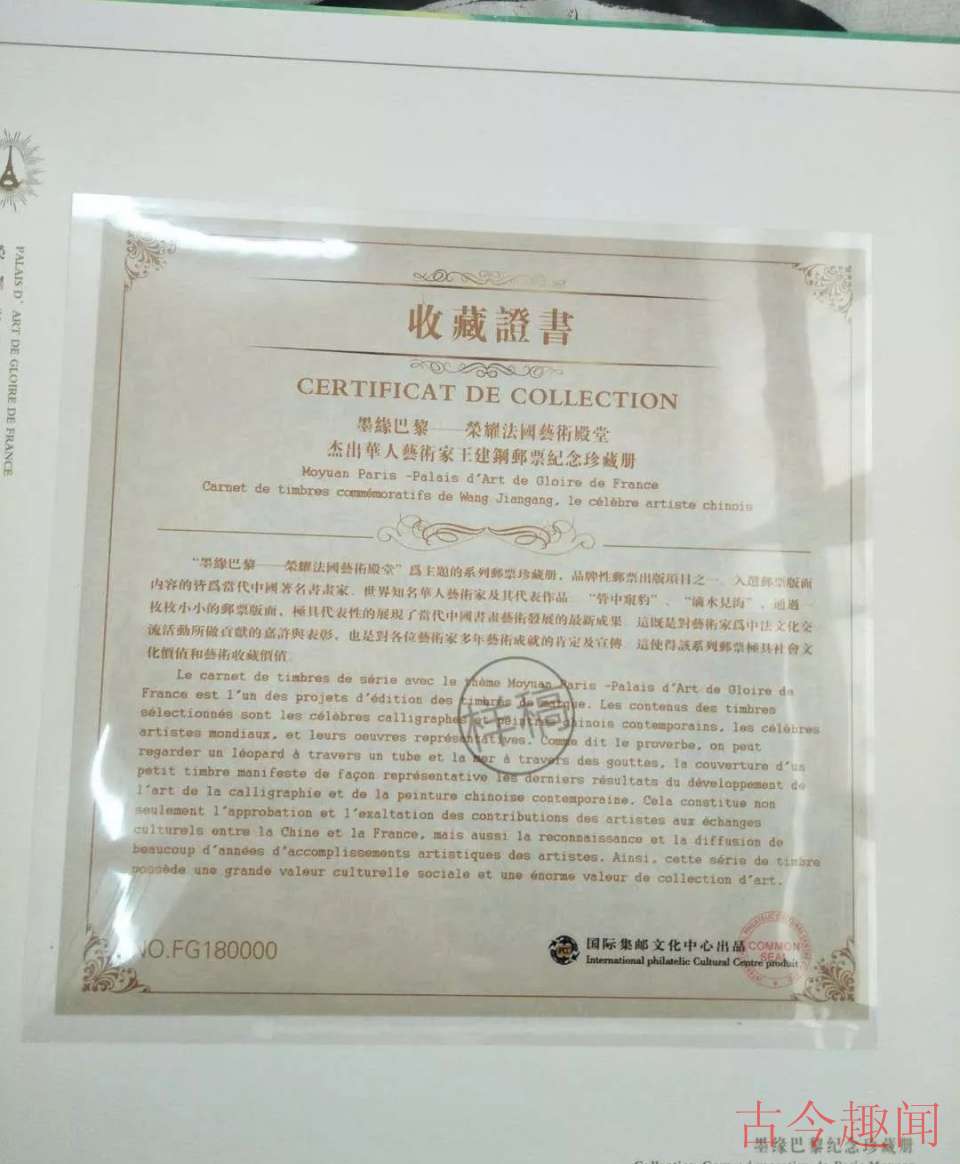 PALAIS D' ART DE GLOIRE DE FRANCE
收藏證書
CERTIFICAT DE COLLECTION
墨緣巴黎——榮耀法國藝術殿堂
杰出華人藝術家王建鋼郵票紀念珍藏册
Moyuan Paris -Palais d'Art de Gloire de France
Carnet de timbres commémoratifs de Wang Jiangang, le célèbre artiste chinois
“墨緣巴黎——榮耀法國藝術殿堂”爲主題的系列郵票珍藏册，品牌性郵票出版項目之一。入選郵票版面
内容的皆爲當代中國著名書畫家、世界知名華人藝術家及其代表作品。“管中窺豹”、“滴水見海”，通過一
枚枚小小的郵票版面，極具代表性的展現了當代中國書畫藝術發展的最新成果。這既是對藝術家爲中法文化交
流活動所做貢獻的嘉許與表彰，也是對各位藝術家多年藝術成就的肯定及宣傳。這使得該系列郵票極具社會文
化價值和藝術收藏價值。
Le carnet de timbres de série avec le thème Moyuan Paris -Palais d'Art de Gloire de
France est l'un des projets d'édition des timbres de marque. Les contenus des timbres
sélectionnés sont les célèbres calligraphes et peintres chinois contemporains, les célèbres
artistes mondiaux, et leurs oeuvres représentatives. Comme dit le proverbe, on peut
regarder un léopard à travers un tube et la mer à travers des gouttes, la couverture d'un
petit timbre manifeste de façon représentative les derniers résultats du développement de
l'art de la calligraphie et de la peinture chinoise contemporaine. Cela constitue non
seulement l'approbation et l'exaltation des contributions des artistes aux échanges
culturels entre la Chine et la France, mais aussi la reconnaissance et la diffusion de
beaucoup d'années d'accomplissements artistiques des artistes. Ainsi, cette série de timbre
possède une grande valeur culturelle sociale et une énorme valeur de collection d'art.
样稿
NO.FG180000
国际集邮文化中心出品
International philatelic Cultural Centre produit
COMMON
SEAL
古今趣闻
墨缘巴黎纪念珍藏册